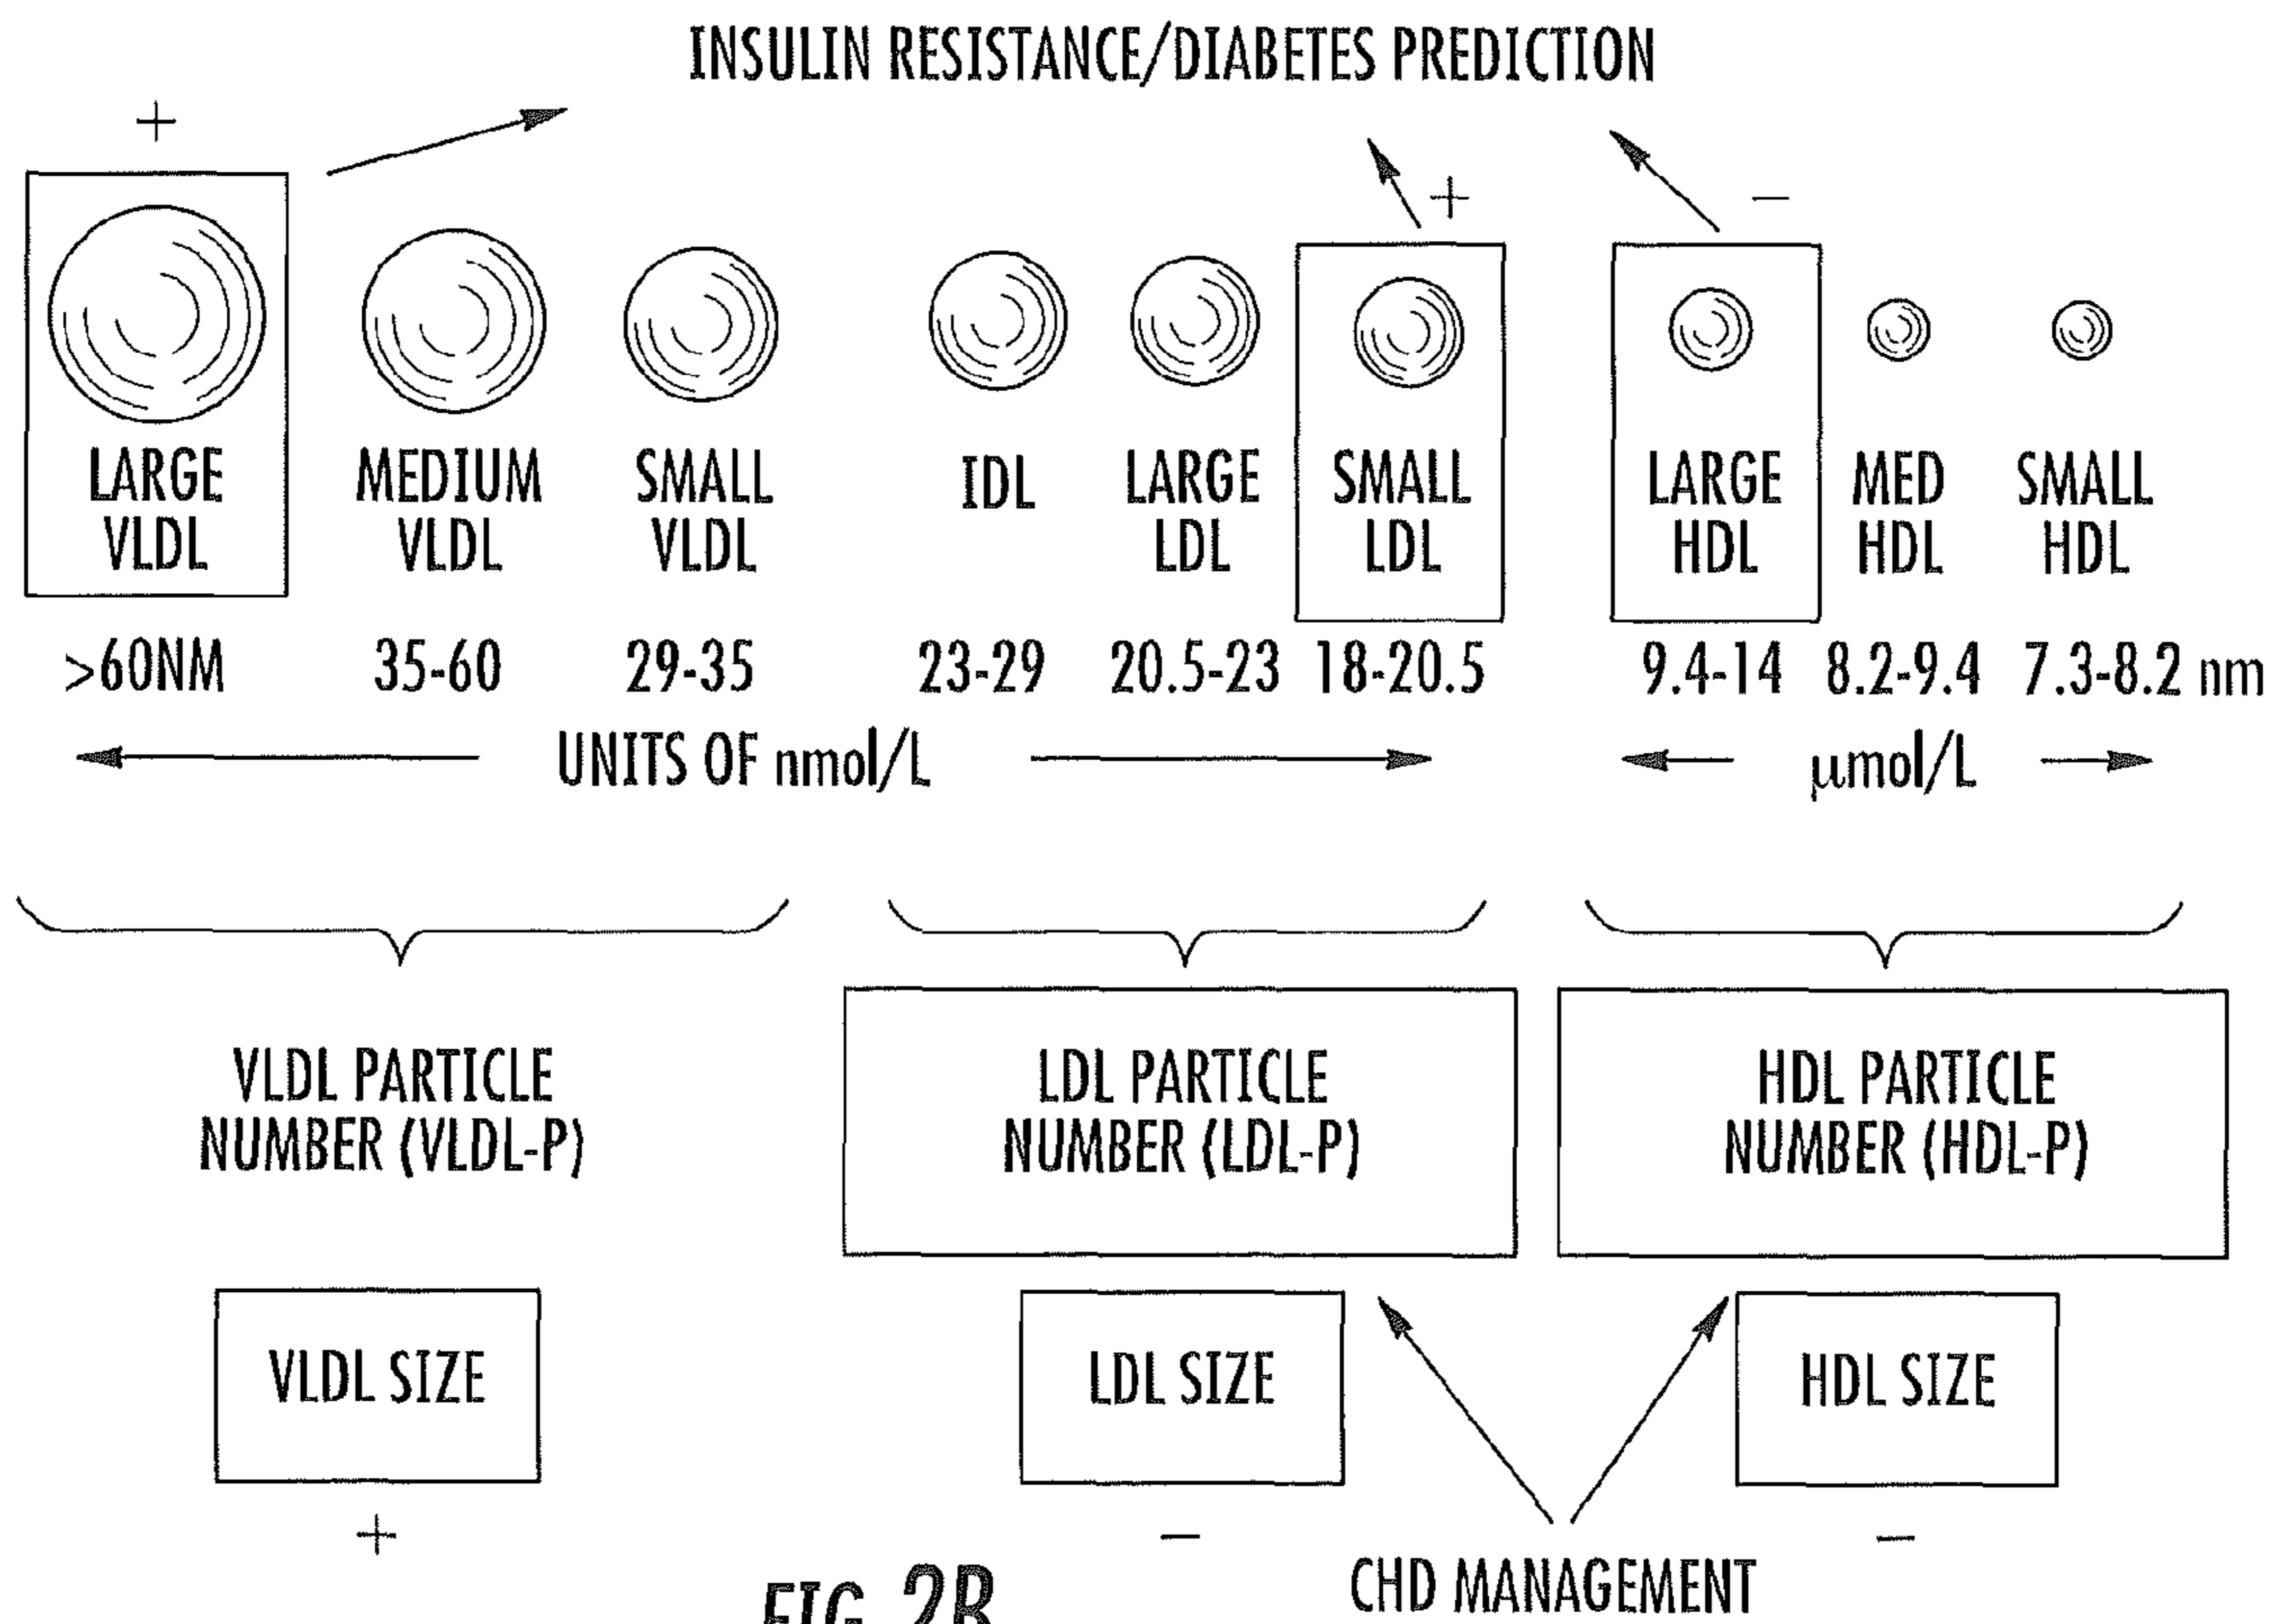 INSULIN RESISTANCE/DIABETES PREDICTION
+
+ −
LARGE VLDL
MEDIUM VLDL
SMALL VLDL
IDL
LARGE LDL
SMALL LDL
LARGE HDL
MED HDL
SMALL HDL
>60NM 35-60 29-35 23-29 20.5-23 18-20.5 9.4-14 8.2-9.4 7.3-8.2 nm
UNITS OF nmol/L μmol/L
VLDL PARTICLE
NUMBER (VLDL-P)
LDL PARTICLE
NUMBER (LDL-P)
HDL PARTICLE
NUMBER (HDL-P)
VLDL SIZE LDL SIZE HDL SIZE
+ − −
CHD MANAGEMENT
FIG. 2B